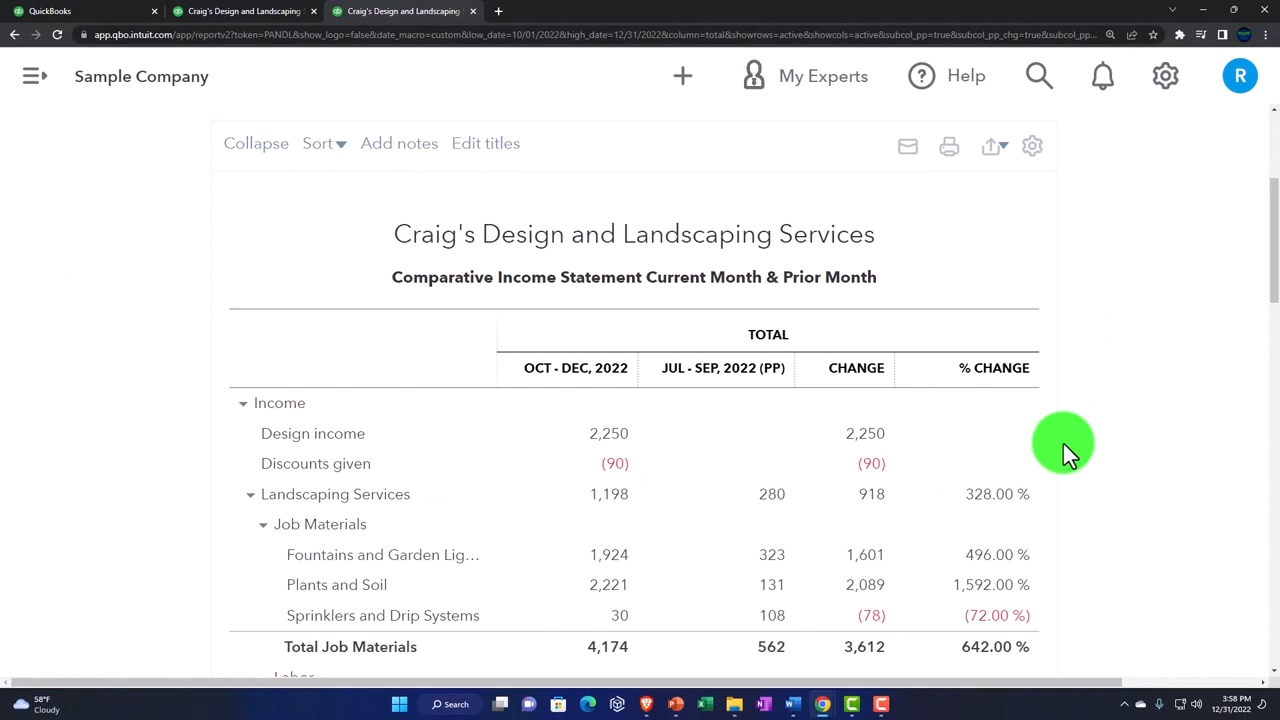 QuickBooks
Craig's Design and Landscaping
Craig's Design and Landscaping
app.qbo.intuit.com/app/reportv2?token=PANDL&show_logo=false&date_macro=custom&low_date=10/01/2022&high_date=12/31/2022&column=total&showrows=active&showcols=active&subcol_pp=true&subcol_pp_chg=true&subcol_pp...
Sample Company
My Experts
Help
R
Collapse Sort Add notes Edit titles
Craig's Design and Landscaping Services
Comparative Income Statement Current Month & Prior Month
TOTAL
OCT - DEC, 2022 JUL - SEP, 2022 (PP) CHANGE % CHANGE
Income
Design income 2,250 2,250
Discounts given (90) (90)
Landscaping Services 1,198 280 918 328.00 %
Job Materials
Fountains and Garden Lig... 1,924 323 1,601 496.00 %
Plants and Soil 2,221 131 2,089 1,592.00 %
Sprinklers and Drip Systems 30 108 (78) (72.00 %)
Total Job Materials 4,174 562 3,612 642.00 %
58°F
Cloudy
Search
3:58 PM
12/31/2022